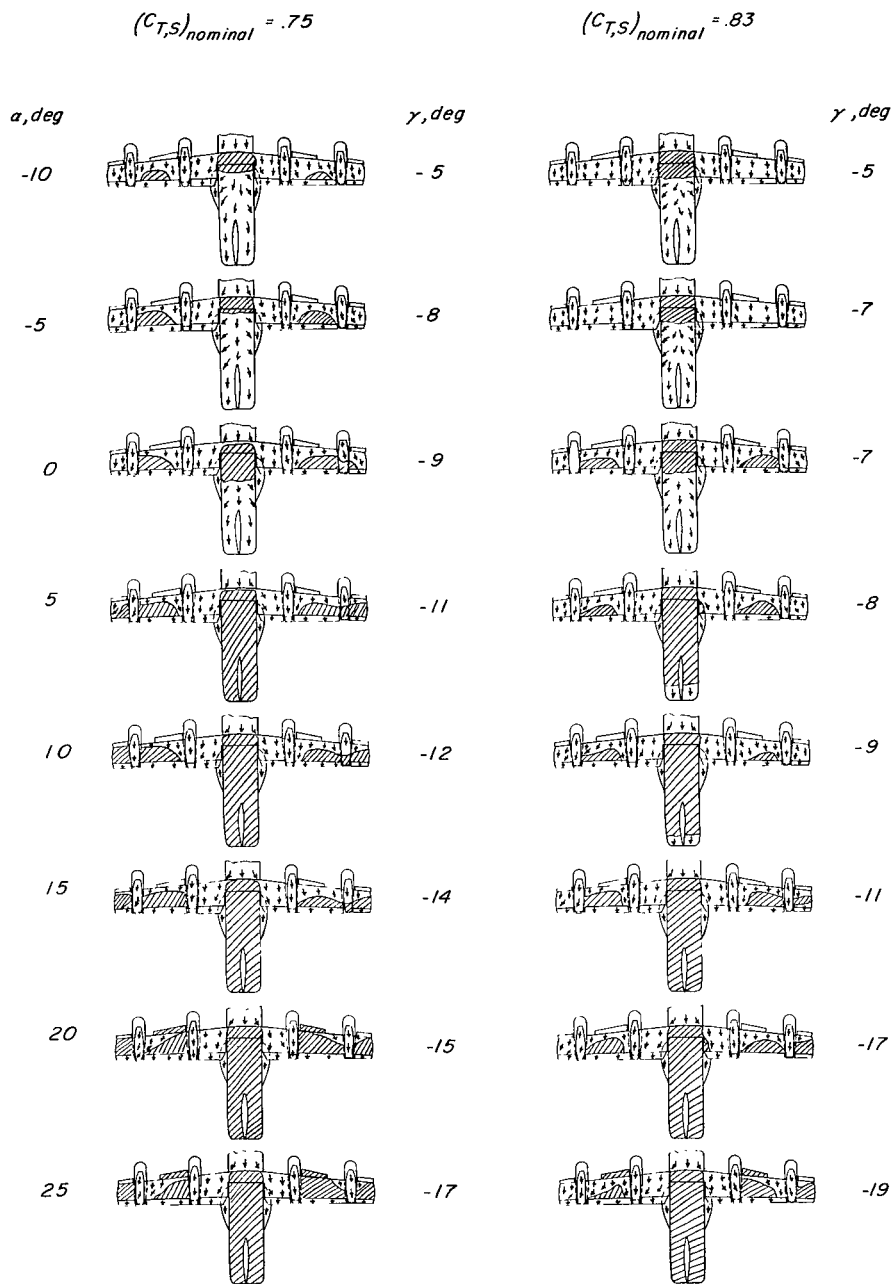 (C_T,S)_nominal = .75 (C_T,S)_nominal = .83
α, deg γ, deg γ, deg
-10 -5 -5
-5 -8 -7
0 -9 -7
5 -11 -8
10 -12 -9
15 -14 -11
20 -15 -17
25 -17 -19